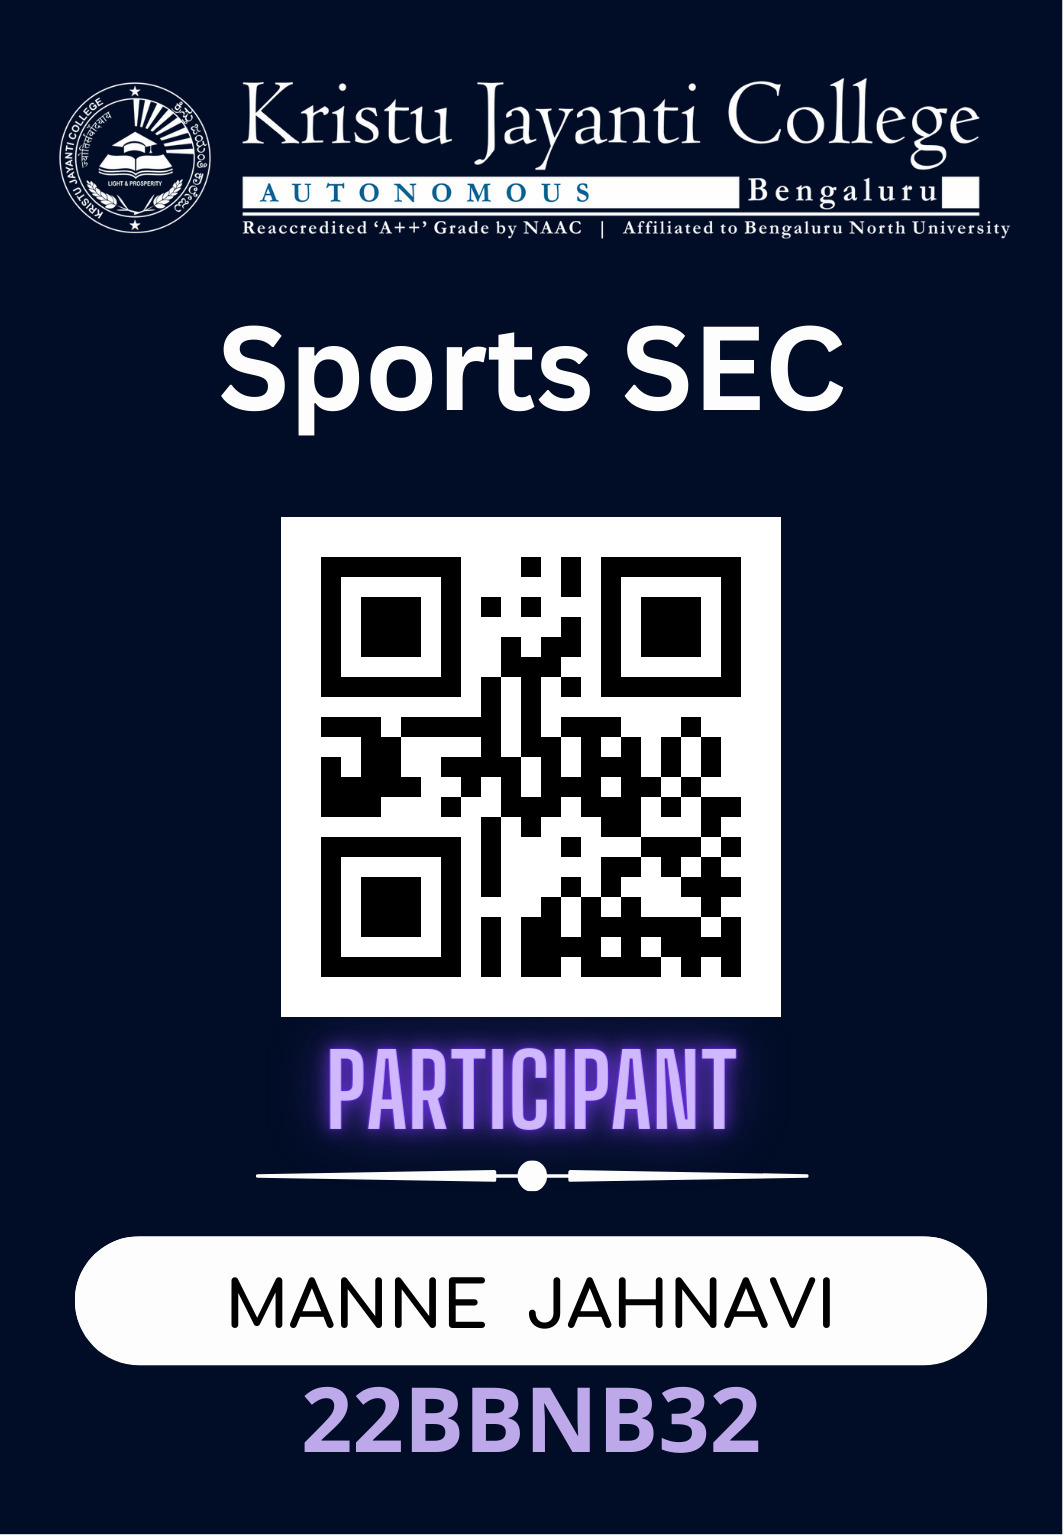 KRISTU JAYANTI COLLEGE
LIGHT & PROSPERITY
Kristu Jayanti College
AUTONOMOUS Bengaluru
Reaccredited ‘A++’ Grade by NAAC | Affiliated to Bengaluru North University
Sports SEC
PARTICIPANT
MANNE JAHNAVI
22BBNB32